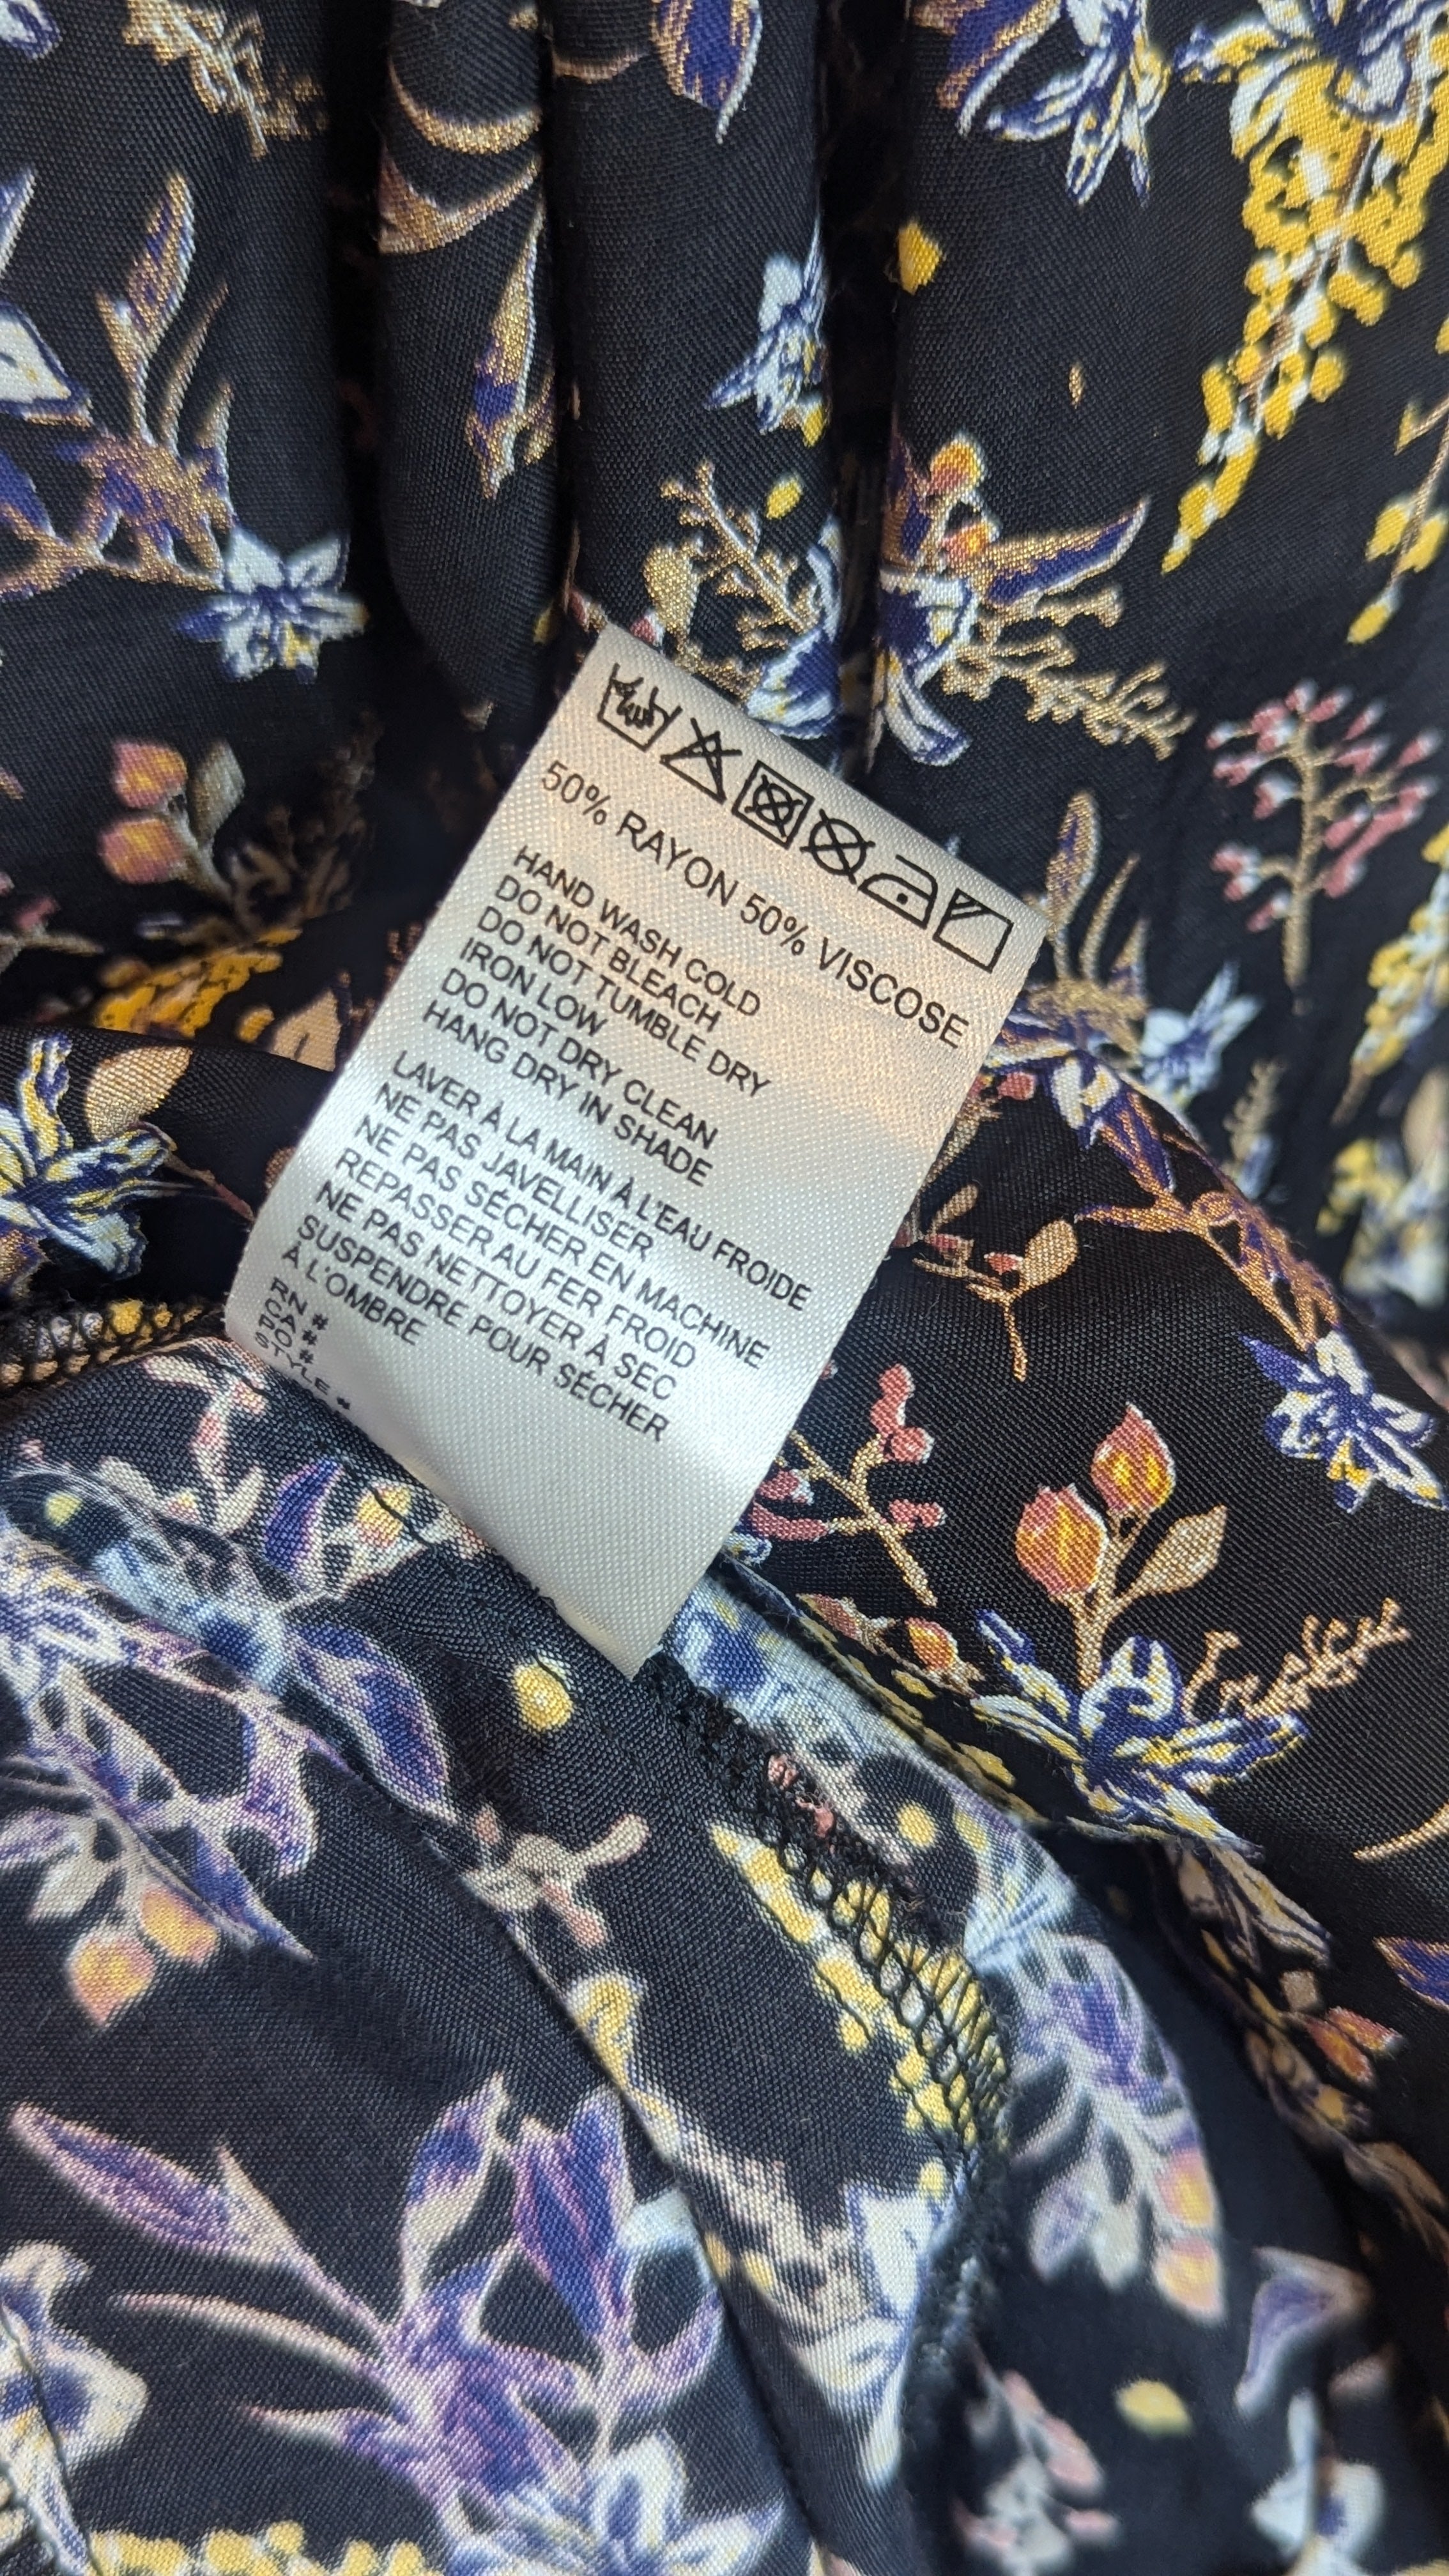 50% RAYON 50% VISCOSE
HAND WASH COLD
DO NOT BLEACH
DO NOT TUMBLE DRY
IRON LOW
DO NOT DRY CLEAN
HANG DRY IN SHADE
LAVER À LA MAIN À L'EAU FROIDE
NE PAS JAVELLISER
NE PAS SÉCHER EN MACHINE
REPASSER AU FER FROID
NE PAS NETTOYER À SEC
SUSPENDRE POUR SÉCHER
À L'OMBRE
RN #
CA #
PO #
STYLE #